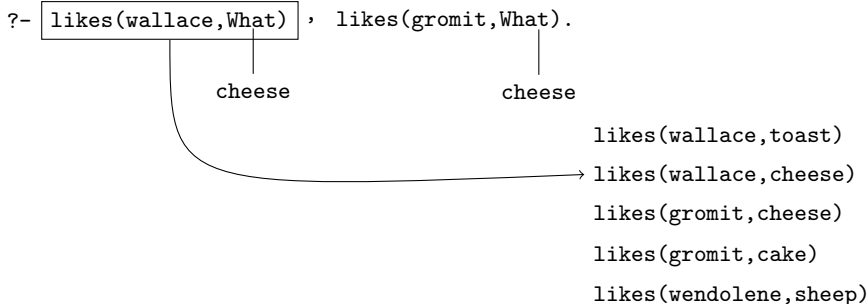 ?- likes(wallace,What) , likes(gromit,What).
cheese cheese
likes(wallace,toast)
likes(wallace,cheese)
likes(gromit,cheese)
likes(gromit,cake)
likes(wendolene,sheep)